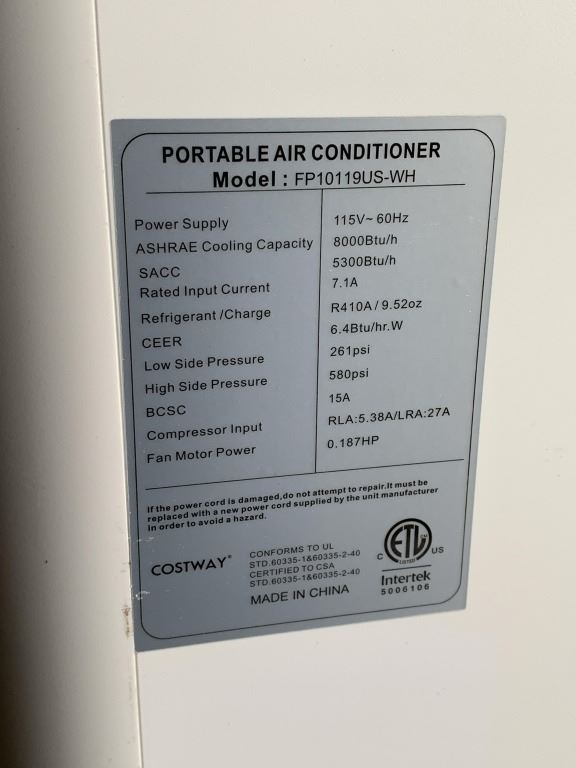 PORTABLE AIR CONDITIONER
Model : FP10119US-WH
Power Supply 115V~ 60Hz
ASHRAE Cooling Capacity 8000Btu/h
SACC 5300Btu/h
Rated Input Current 7.1A
Refrigerant /Charge R410A / 9.52oz
CEER 6.4Btu/hr.W
Low Side Pressure 261psi
High Side Pressure 580psi
BCSC 15A
Compressor Input RLA:5.38A/LRA:27A
Fan Motor Power 0.187HP
If the power cord is damaged,do not attempt to repair.It must be
replaced with a new power cord supplied by the unit manufacturer
in order to avoid a hazard.
COSTWAY®
CONFORMS TO UL
STD.60335-1&60335-2-40
CERTIFIED TO CSA
STD.60335-1&60335-2-40
MADE IN CHINA
C ETL US
LISTED
Intertek
5006106